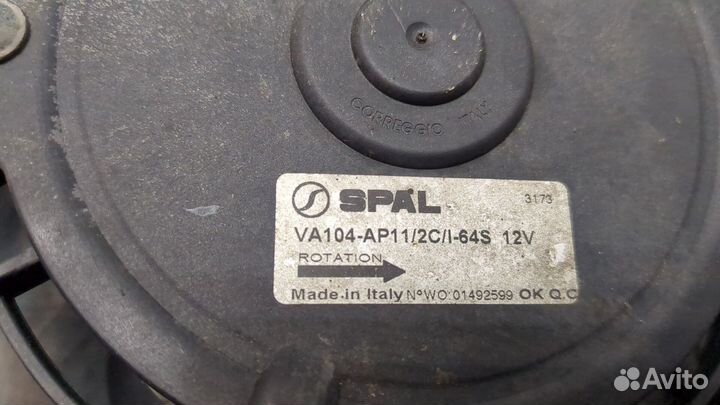 CORREGGIO ITALY
SPAL
3173
VA104-AP11/2C/I-64S 12V
ROTATION
Made in Italy N°WO:01492599 OK Q.C
Avito